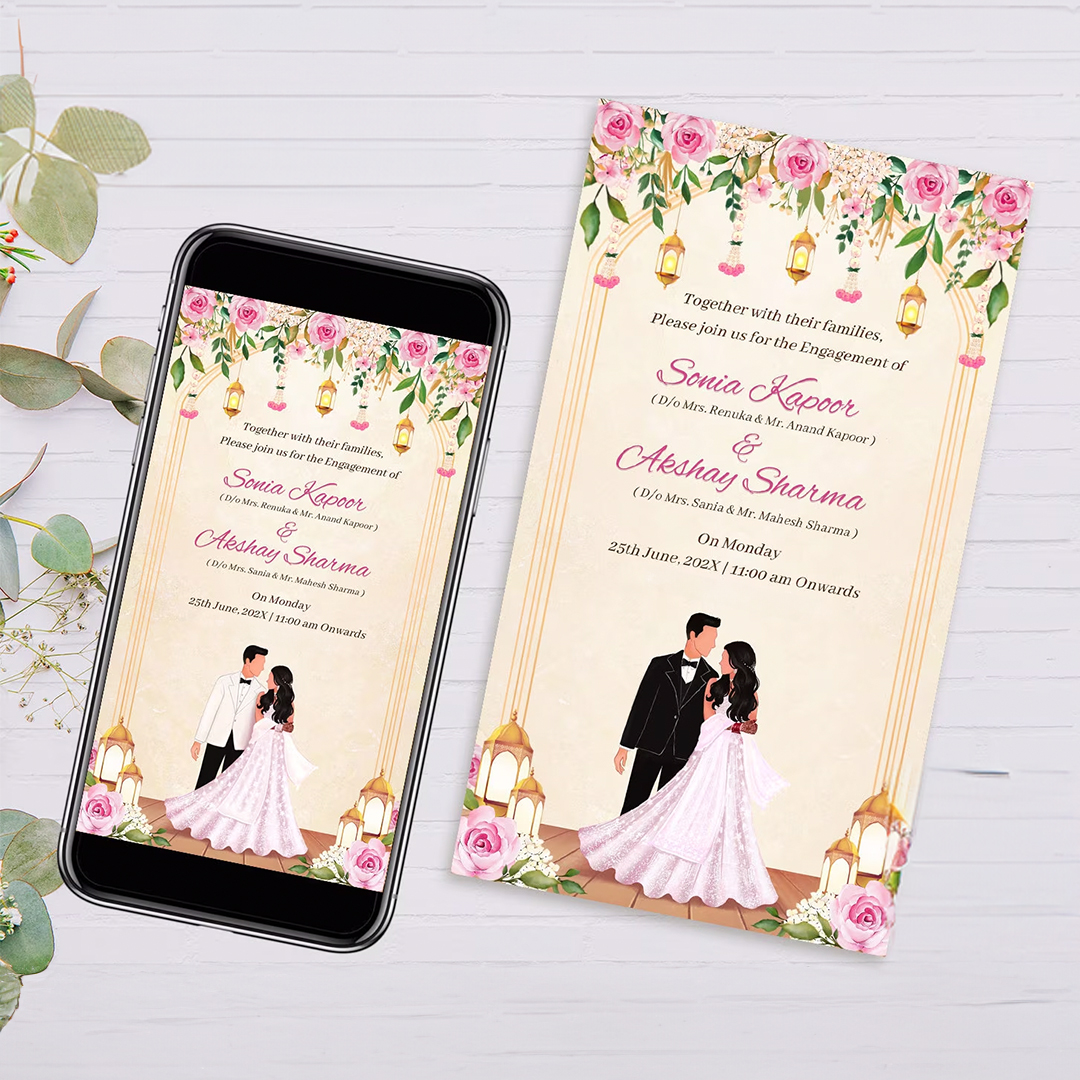 Together with their families,
Please join us for the Engagement of
Sonia Kapoor
( D/o Mrs. Renuka & Mr. Anand Kapoor )
&
Akshay Sharma
( D/o Mrs. Sania & Mr. Mahesh Sharma )
On Monday
25th June, 202X | 11:00 am Onwards
Together with their families,
Please join us for the Engagement of
Sonia Kapoor
( D/o Mrs. Renuka & Mr. Anand Kapoor )
&
Akshay Sharma
( D/o Mrs. Sania & Mr. Mahesh Sharma )
On Monday
25th June, 202X | 11:00 am Onwards